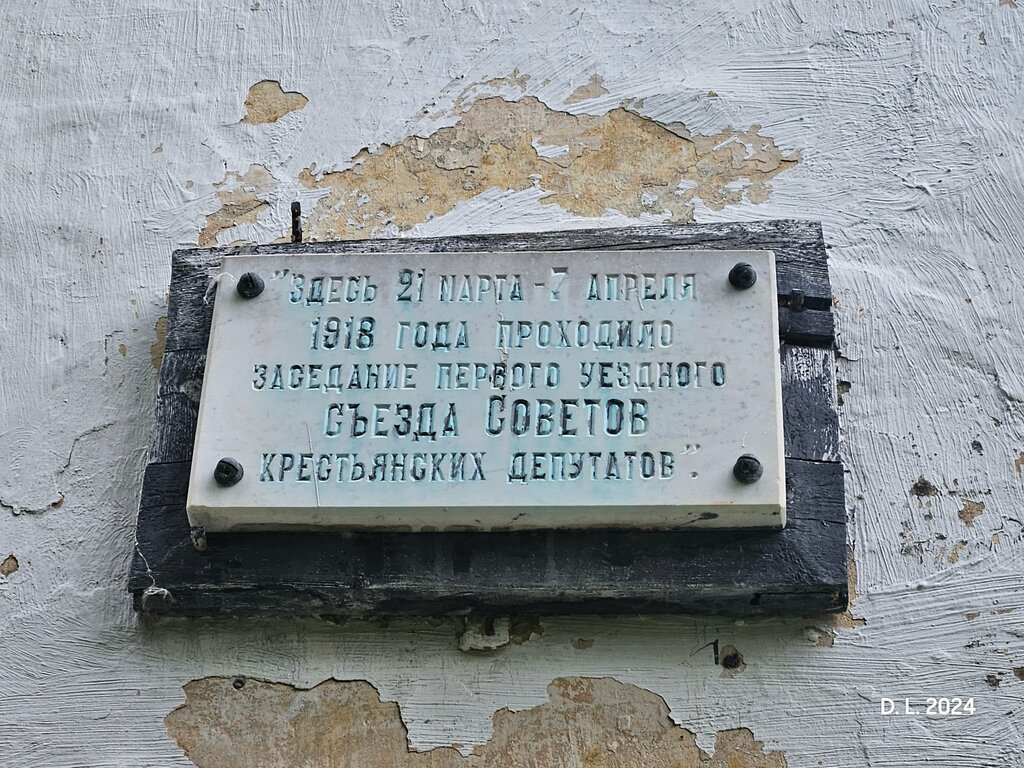 "Здесь 21 марта - 7 апреля
1918 года проходило
заседание первого уездного
съезда Советов
крестьянских депутатов".
D. L. 2024